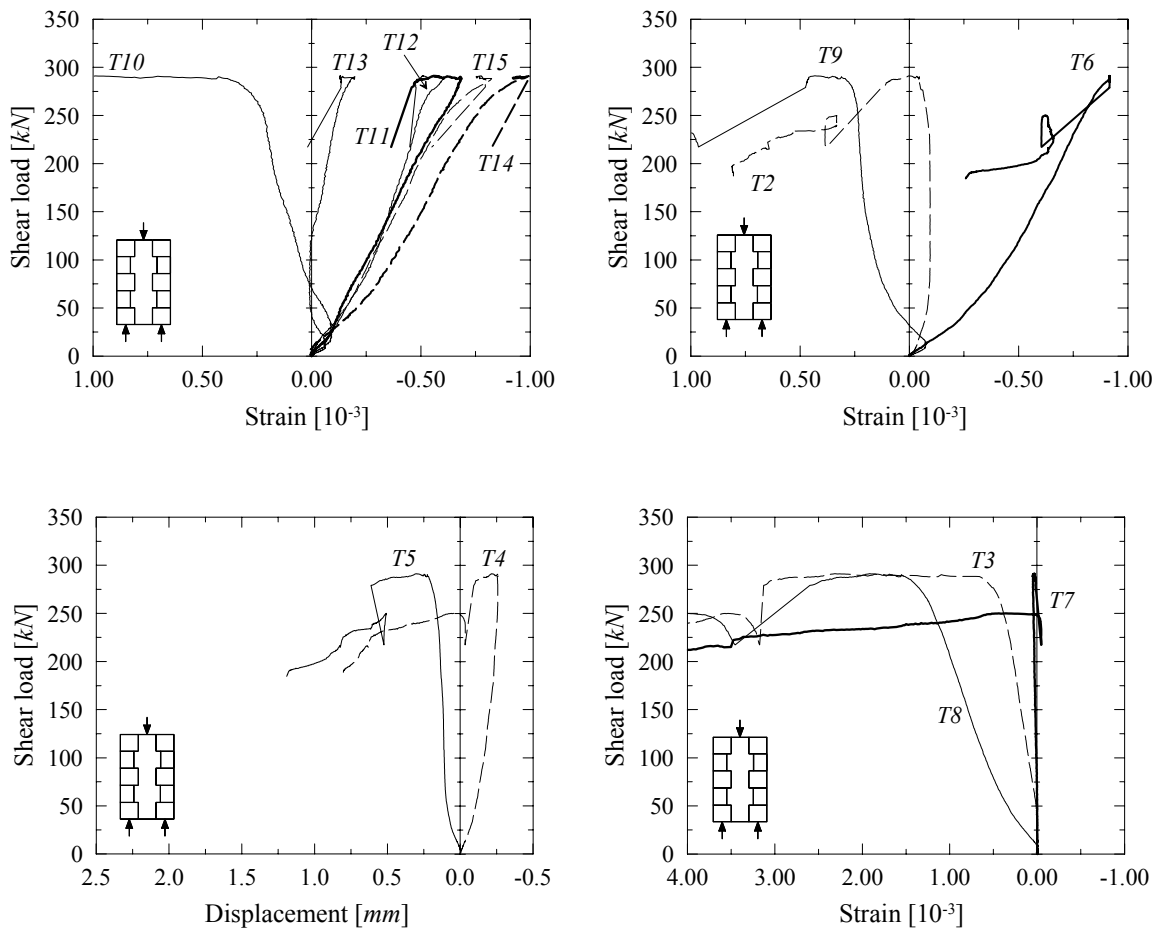 350
300
250
200
150
100
50
0
Shear load [kN]
T10
T13
T12
T15
T11
T14
1.00 0.50 0.00 -0.50 -1.00
Strain [10-3]
350
300
250
200
150
100
50
0
Shear load [kN]
T9
T6
T2
1.00 0.50 0.00 -0.50 -1.00
Strain [10-3]
350
300
250
200
150
100
50
0
Shear load [kN]
T5
T4
2.5 2.0 1.5 1.0 0.5 0.0 -0.5
Displacement [mm]
350
300
250
200
150
100
50
0
Shear load [kN]
T3
T7
T8
4.00 3.00 2.00 1.00 0.00 -1.00
Strain [10-3]